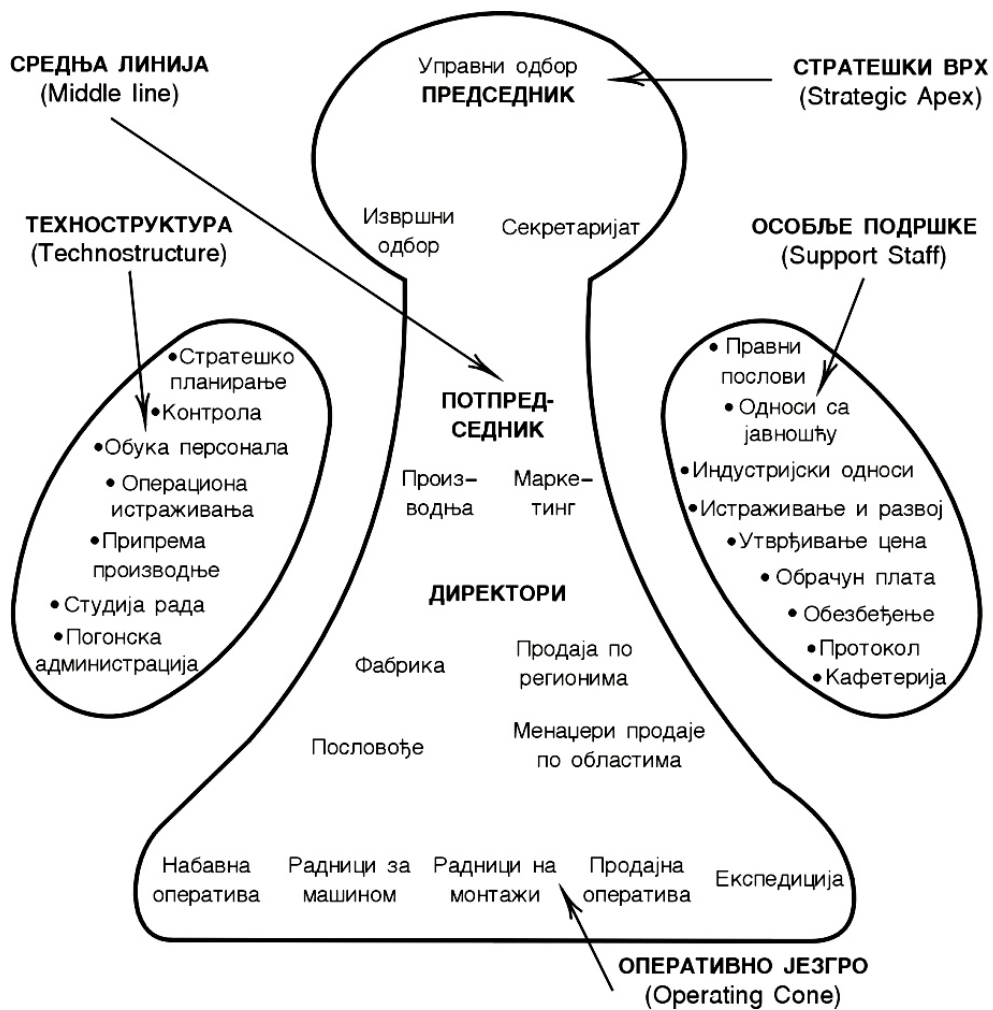 СРЕДЊА ЛИНИЈА
(Middle line)
Управни одбор
ПРЕДСЕДНИК
СТРАТЕШКИ ВРХ
(Strategic Apex)
Извршни
одбор
Секретаријат
ТЕХНОСТРУКТУРА
(Technostructure)
ОСОБЉЕ ПОДРШКЕ
(Support Staff)
•Стратешко
планирање
•Контрола
•Обука персонала
•Операциона
истраживања
•Припрема
производње
•Студија рада
•Погонска
администрација
ПОТПРЕД-
СЕДНИК
Произ–
водња
Марке–
тинг
ДИРЕКТОРИ
Фабрика
Продаја по
регионима
Пословође
Менаџери продаје
по областима
•Правни
послови
•Односи са
јавношћу
•Индустријски односи
•Истраживање и развој
•Утврђивање цена
•Обрачун плата
•Обезбеђење
•Протокол
•Кафетерија
Набавна
оператива
Радници за
машином
Радници на
монтажи
Продајна
оператива
Експедиција
ОПЕРАТИВНО ЈЕЗГРО
(Operating Cone)